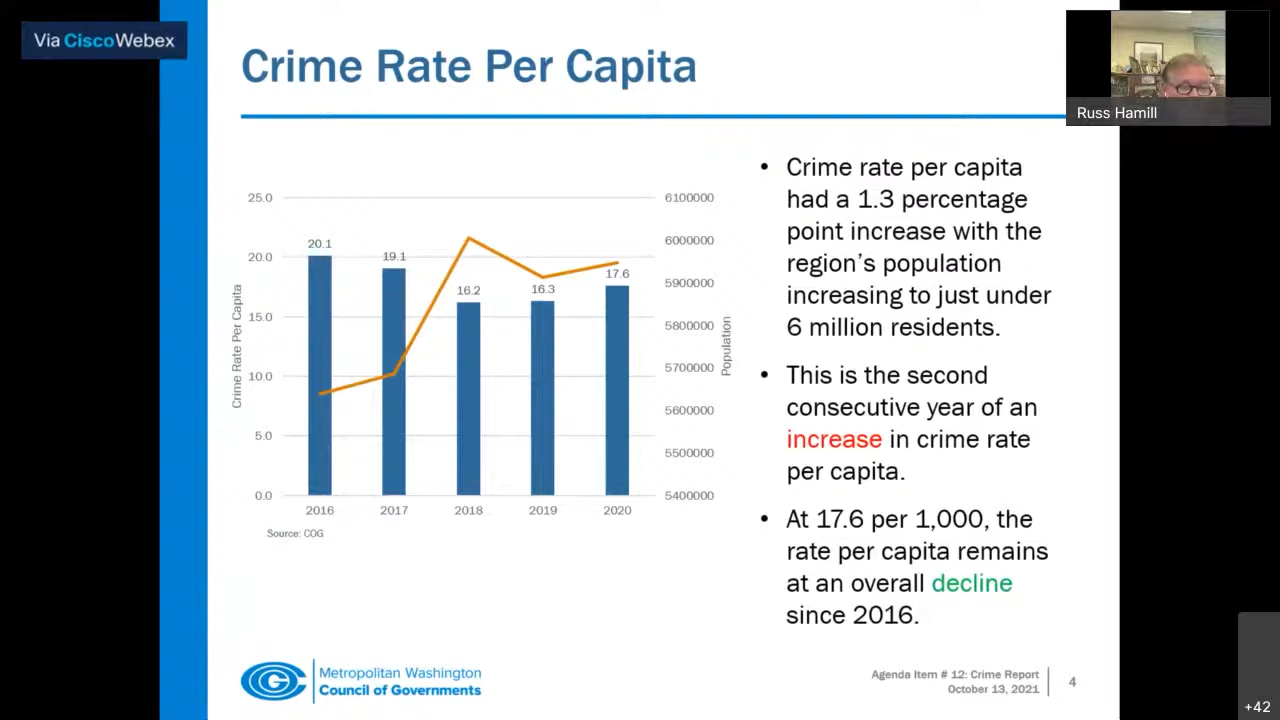 Via CiscoWebex
Crime Rate Per Capita
Russ Hamill
25.0
20.0
15.0
10.0
5.0
0.0
Crime Rate Per Capita
20.1
19.1
16.2
16.3
17.6
6100000
6000000
5900000
5800000
5700000
5600000
5500000
5400000
Population
2016 2017 2018 2019 2020
Source: COG
• Crime rate per capita
had a 1.3 percentage
point increase with the
region’s population
increasing to just under
6 million residents.
• This is the second
consecutive year of an
increase in crime rate
per capita.
• At 17.6 per 1,000, the
rate per capita remains
at an overall decline
since 2016.
Metropolitan Washington
Council of Governments
Agenda Item # 12: Crime Report
October 13, 2021
4
+42